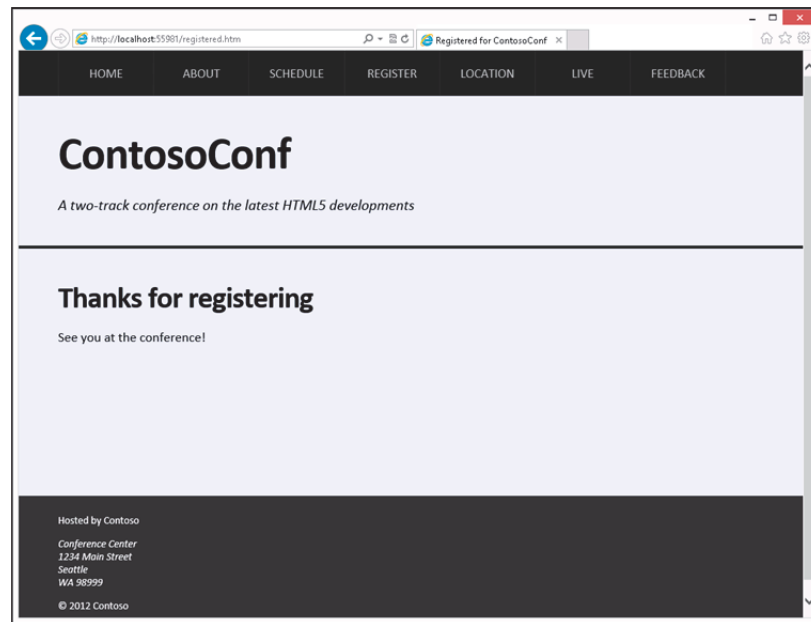 http://localhost:55981/registered.htm
Registered for ContosoConf
HOME ABOUT SCHEDULE REGISTER LOCATION LIVE FEEDBACK
ContosoConf
A two-track conference on the latest HTML5 developments
Thanks for registering
See you at the conference!
Hosted by Contoso
Conference Center
1234 Main Street
Seattle
WA 98999
© 2012 Contoso